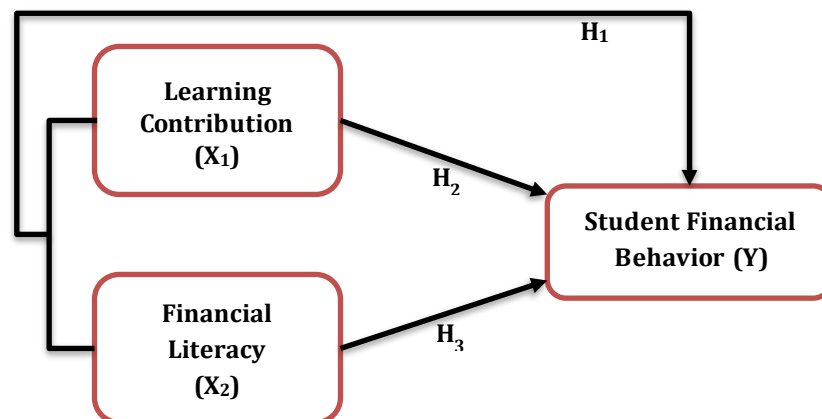 H₁
Learning
Contribution
(X₁)
H₂
Student Financial
Behavior (Y)
Financial
Literacy
(X₂)
H₃